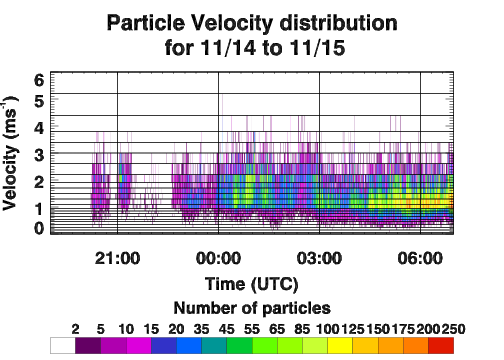 Particle Velocity distribution
for 11/14 to 11/15
6
5
4
3
2
1
0
Velocity (ms⁻¹)
21:00 00:00 03:00 06:00
Time (UTC)
Number of particles
2 5 10 15 20 35 45 55 65 85 100 125 150 175 200 250